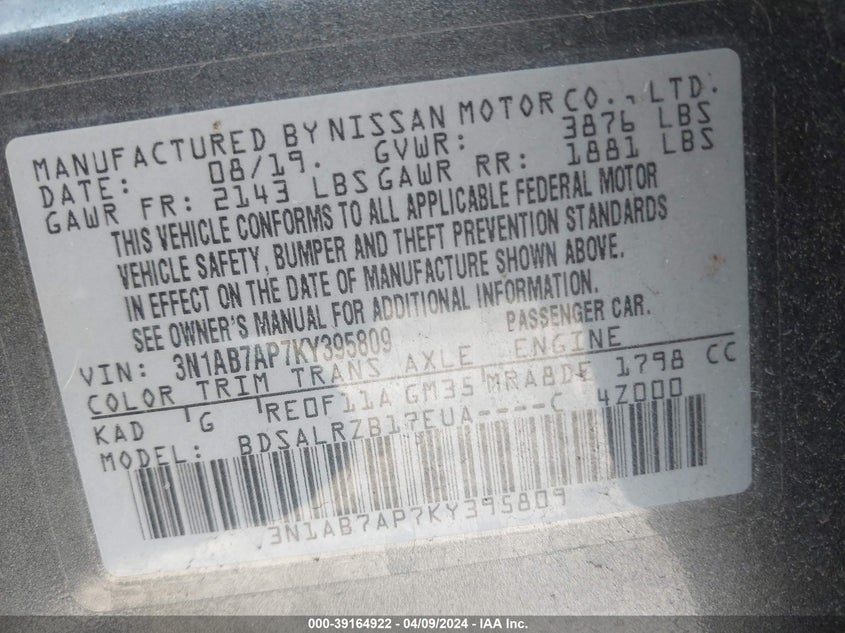 MANUFACTURED BY NISSAN MOTOR CO., LTD.
DATE: 08/19. GVWR: 3876 LBS
GAWR FR: 2143 LBS GAWR RR: 1881 LBS
THIS VEHICLE CONFORMS TO ALL APPLICABLE FEDERAL MOTOR
VEHICLE SAFETY, BUMPER AND THEFT PREVENTION STANDARDS
IN EFFECT ON THE DATE OF MANUFACTURE SHOWN ABOVE.
SEE OWNER'S MANUAL FOR ADDITIONAL INFORMATION.
VIN: 3N1AB7AP7KY395809 PASSENGER CAR.
COLOR TRIM TRANS AXLE ENGINE
KAD G RE0F11A GM35 MRA8DE 1798 CC
MODEL: BDSALRZB17EUA----C 4Z000
3N1AB7AP7KY395809
000-39164922 - 04/09/2024 - IAA Inc.